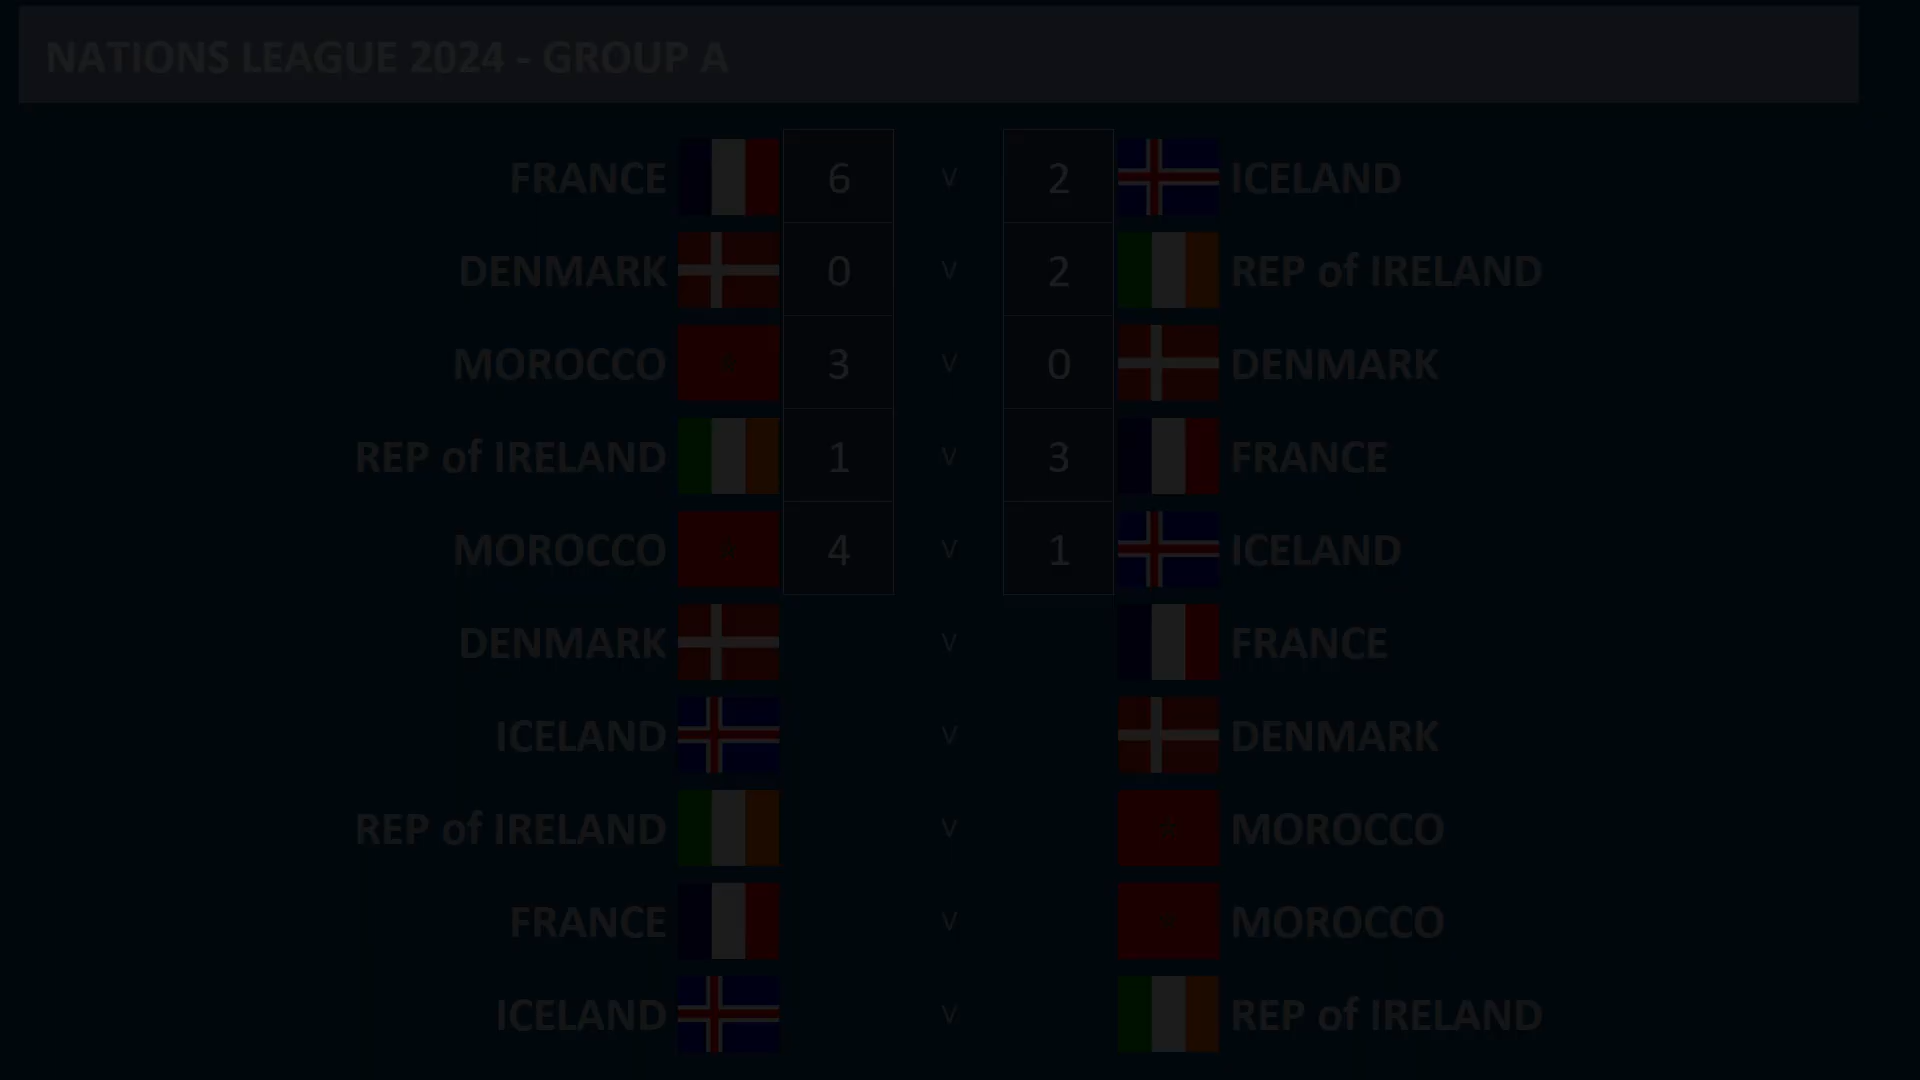 NATIONS LEAGUE 2024 - GROUP A
FRANCE 6 v 2 ICELAND
DENMARK 0 v 2 REP of IRELAND
MOROCCO 3 v 0 DENMARK
REP of IRELAND 1 v 3 FRANCE
MOROCCO 4 v 1 ICELAND
DENMARK v FRANCE
ICELAND v DENMARK
REP of IRELAND v MOROCCO
FRANCE v MOROCCO
ICELAND v REP of IRELAND